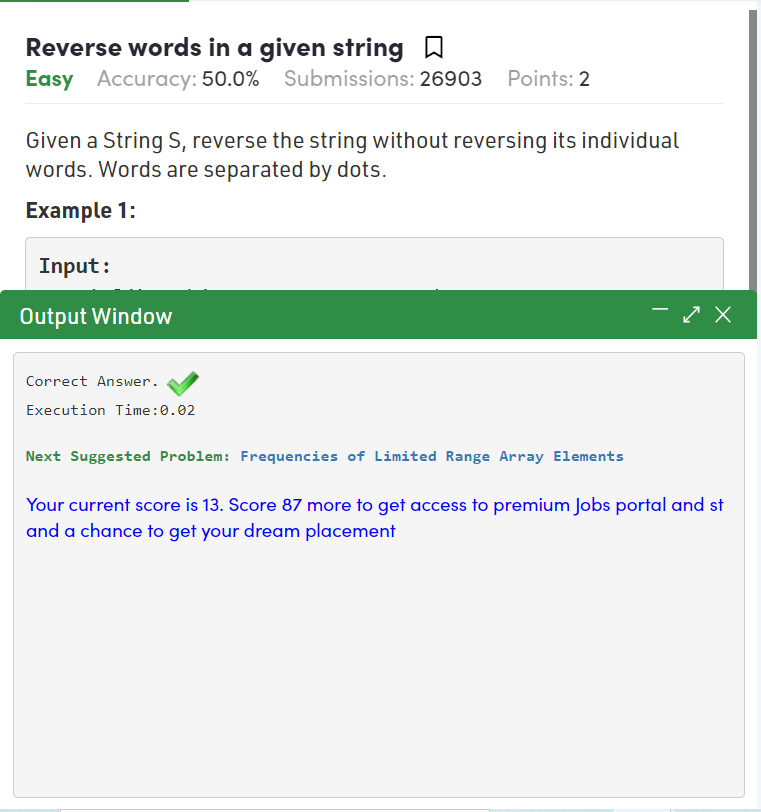 Reverse words in a given string
Easy Accuracy: 50.0% Submissions: 26903 Points: 2
Given a String S, reverse the string without reversing its individual
words. Words are separated by dots.
Example 1:
Input:
Output Window
Correct Answer.
Execution Time:0.02
Next Suggested Problem: Frequencies of Limited Range Array Elements
Your current score is 13. Score 87 more to get access to premium Jobs portal and st
and a chance to get your dream placement